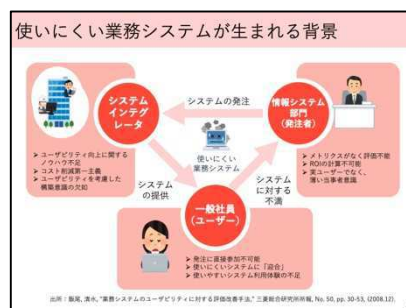 使いにくい業務システムが生まれる背景
システム
インテグ
レータ
システムの発注
情報システム
部門
(発注者)
➤ ユーザビリティ向上に関する
ノウハウ不足
➤ コスト削減第一主義
➤ ユーザビリティを考慮した
構築意識の欠如
使いにくい
業務システム
➤ メトリクスがなく評価不能
➤ ROIの計算不可能
➤ 実ユーザーでなく、
薄い当事者意識
システム
の提供
システム
に対する
不満
一般社員
(ユーザー)
➤ 発注に直接参加不可能
➤ 使いにくいシステムに「迎合」
➤ 使いやすいシステム利用体験の不足
出所：飯尾, 清水, "業務システムのユーザビリティに対する評価改善手法," 三菱総合研究所所報, No. 50, pp. 30-53, (2008.12).